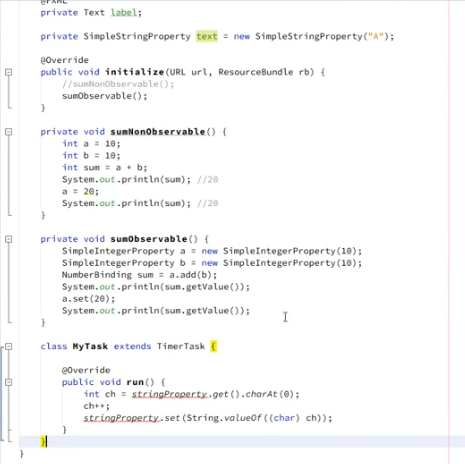 @FXML
private Text label;
private SimpleStringProperty text = new SimpleStringProperty("A");
@Override
public void initialize(URL url, ResourceBundle rb) {
//sumNonObservable();
sumObservable();
}
private void sumNonObservable() {
int a = 10;
int b = 10;
int sum = a + b;
System.out.println(sum); //20
a = 20;
System.out.println(sum); //20
}
private void sumObservable() {
SimpleIntegerProperty a = new SimpleIntegerProperty(10);
SimpleIntegerProperty b = new SimpleIntegerProperty(10);
NumberBinding sum = a.add(b);
System.out.println(sum.getValue());
a.set(20);
System.out.println(sum.getValue());
}
class MyTask extends TimerTask {
@Override
public void run() {
int ch = stringProperty.get().charAt(0);
ch++;
stringProperty.set(String.valueOf((char) ch));
}
}
}